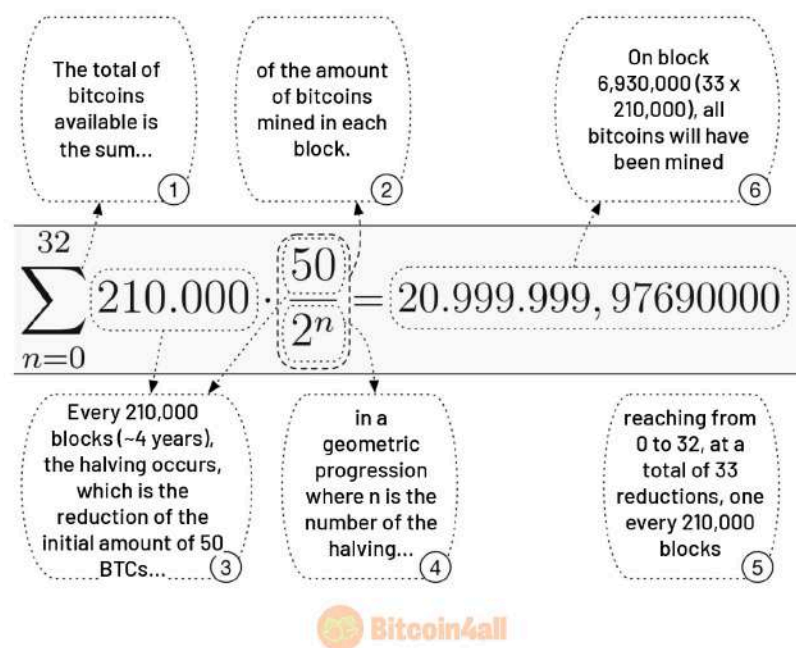 The total of
bitcoins
available is
the sum...
1
of the amount
of bitcoins
mined in each
block.
2
On block
6,930,000 (33 x
210,000), all
bitcoins will have
been mined
6
32
∑ 210.000 · 50/2ⁿ = 20.999.999, 97690000
n=0
Every 210,000
blocks (~4 years),
the halving occurs,
which is the
reduction of the
initial amount of 50
BTCs...
3
in a
geometric
progression
where n is the
number of the
halving...
4
reaching from
0 to 32, at a
total of 33
reductions, one
every 210,000
blocks
5
Bitcoin4all